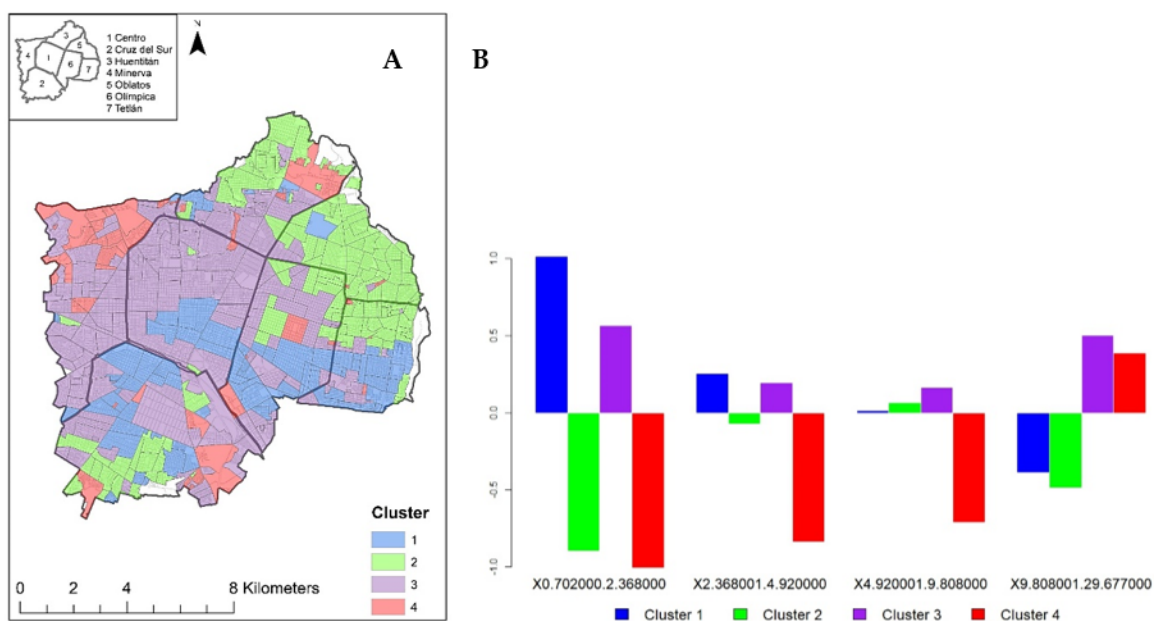 A B
1 Centro
2 Cruz del Sur
3 Huentitán
4 Minerva
5 Oblatos
6 Olímpica
7 Tetlán
3
4 5
1 6
7
2
N
Cluster
1
2
3
4
0 2 4 8 Kilometers
1.0
0.5
0.0
-0.5
-1.0
X0.702000.2.368000 X2.368001.4.920000 X4.920001.9.808000 X9.808001.29.677000
Cluster 1 Cluster 2 Cluster 3 Cluster 4